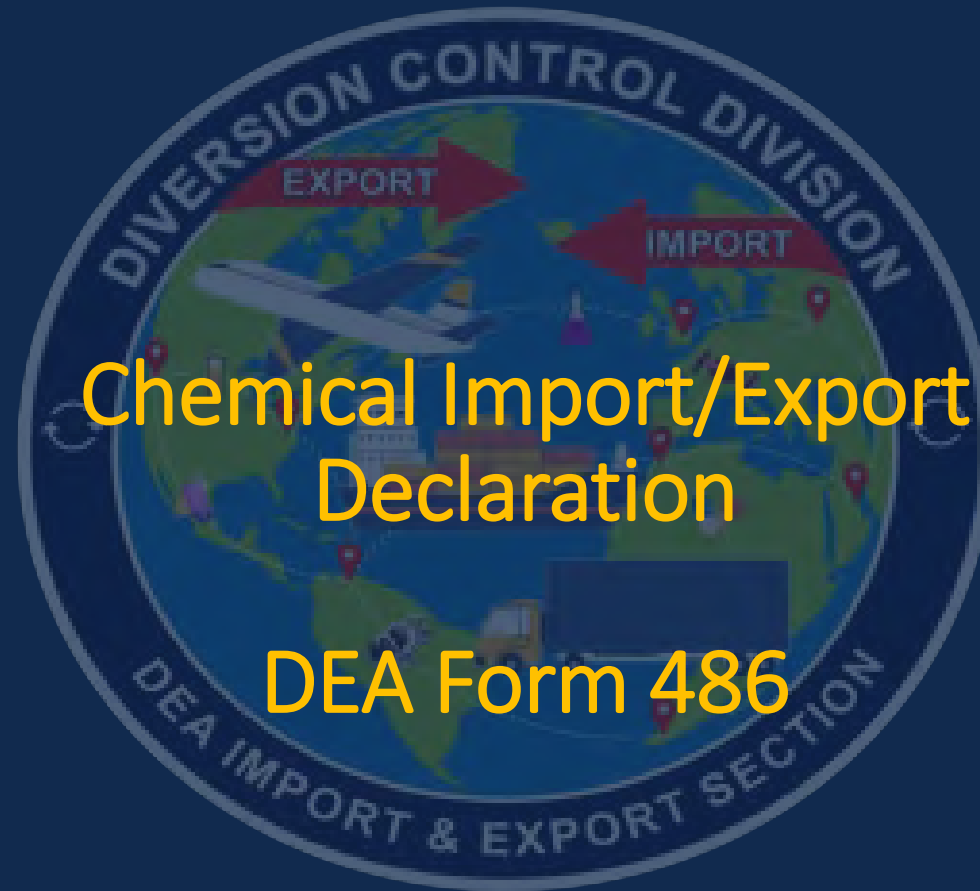 DIVERSION CONTROL DIVISION
EXPORT
IMPORT
Chemical Import/Export
Declaration
DEA Form 486
DEA IMPORT & EXPORT SECTION